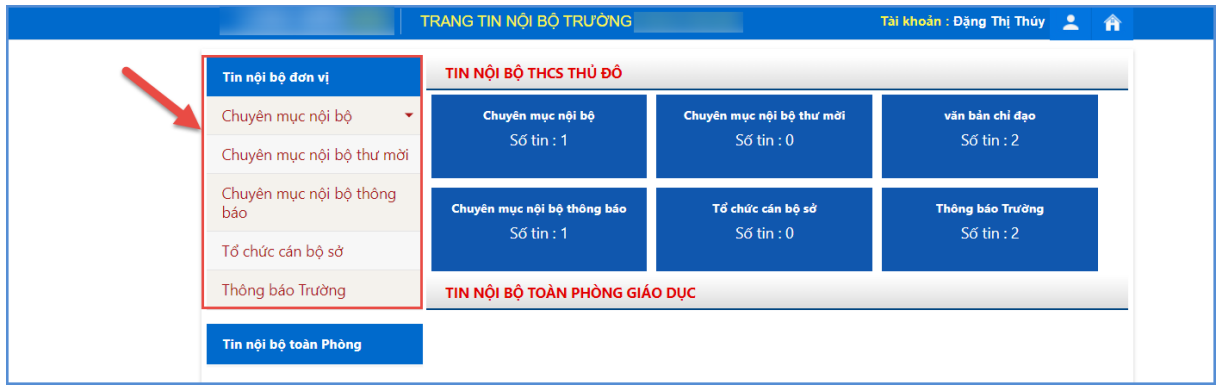 TRANG TIN NỘI BỘ TRƯỜNG
Tài khoản : Đặng Thị Thúy
Tin nội bộ đơn vị
Chuyên mục nội bộ
Chuyên mục nội bộ thư mời
Chuyên mục nội bộ thông
báo
Tổ chức cán bộ sở
Thông báo Trường
Tin nội bộ toàn Phòng
TIN NỘI BỘ THCS THỦ ĐÔ
Chuyên mục nội bộ
Số tin : 1
Chuyên mục nội bộ thư mời
Số tin : 0
văn bản chỉ đạo
Số tin : 2
Chuyên mục nội bộ thông báo
Số tin : 1
Tổ chức cán bộ sở
Số tin : 0
Thông báo Trường
Số tin : 2
TIN NỘI BỘ TOÀN PHÒNG GIÁO DỤC